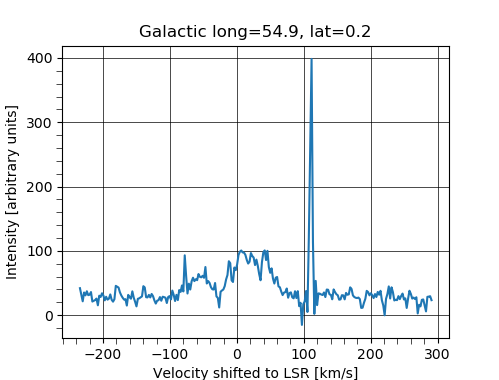 Galactic long=54.9, lat=0.2
Intensity [arbitrary units]
400
300
200
100
0
−200 −100 0 100 200 300
Velocity shifted to LSR [km/s]